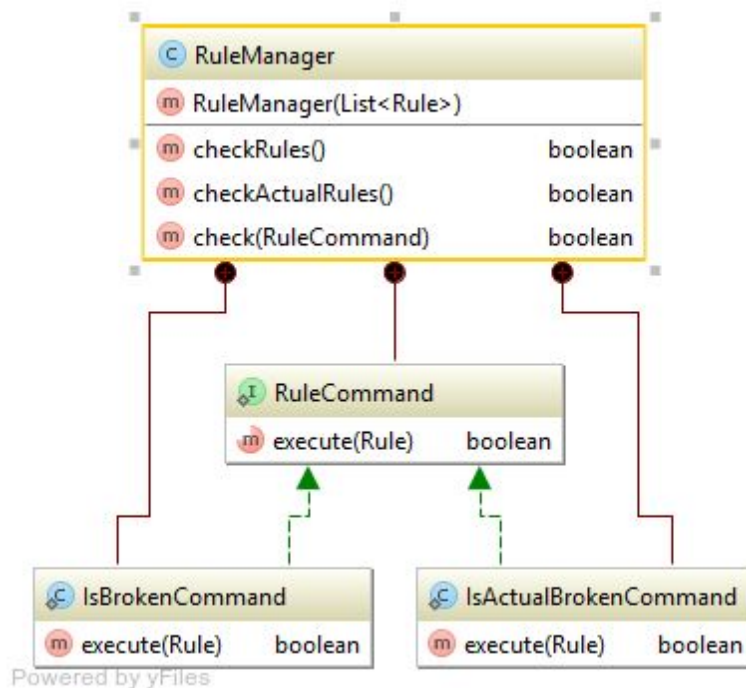 C RuleManager
m RuleManager(List<Rule>)
m checkRules() boolean
m checkActualRules() boolean
m check(RuleCommand) boolean
I RuleCommand
m execute(Rule) boolean
C IsBrokenCommand
m execute(Rule) boolean
C IsActualBrokenCommand
m execute(Rule) boolean
Powered by yFiles